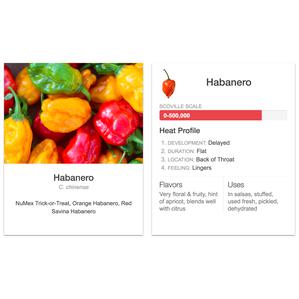 Habanero
C. chinense
NuMex Trick-or-Treat, Orange Habanero, Red
Savina Habanero
Habanero
SCOVILLE SCALE
0-500,000
Heat Profile
1. DEVELOPMENT: Delayed
2. DURATION: Flat
3. LOCATION: Back of Throat
4. FEELING: Lingers
Flavors
Very floral & fruity, hint
of apricot, blends well
with citrus
Uses
In salsas, stuffed,
used fresh, pickled,
dehydrated